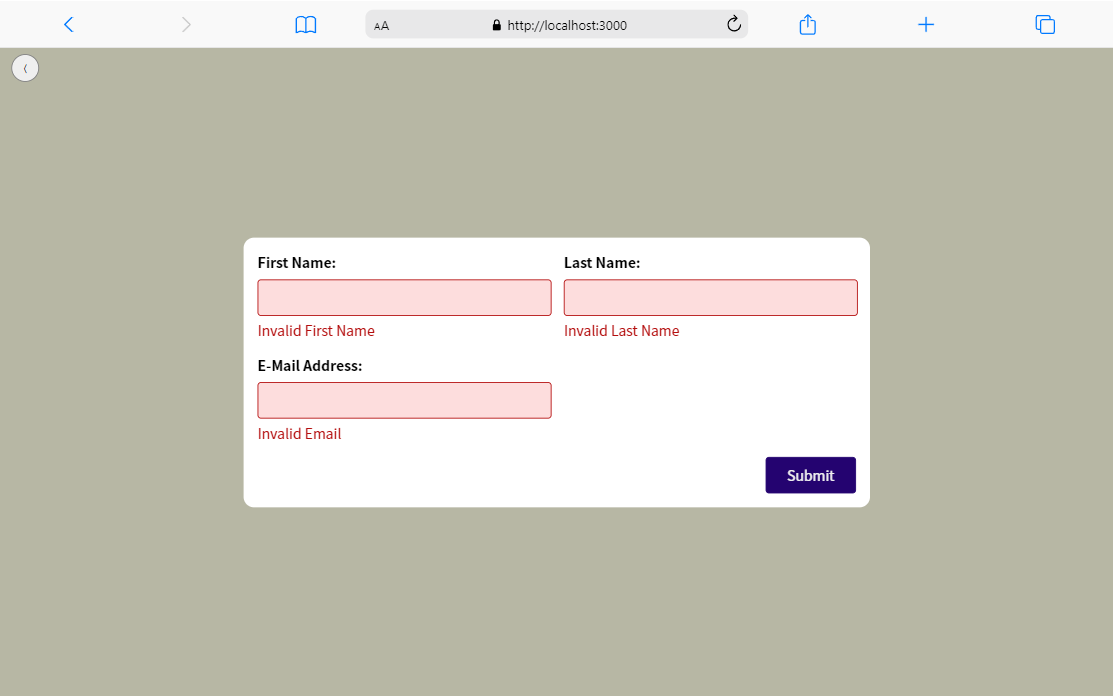 AA http://localhost:3000
First Name: Last Name:
Invalid First Name Invalid Last Name
E-Mail Address:
Invalid Email
Submit